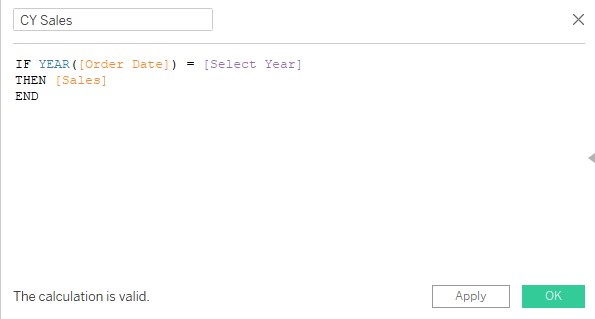 CY Sales
IF YEAR([Order Date]) = [Select Year]
THEN [Sales]
END
The calculation is valid.
Apply
OK